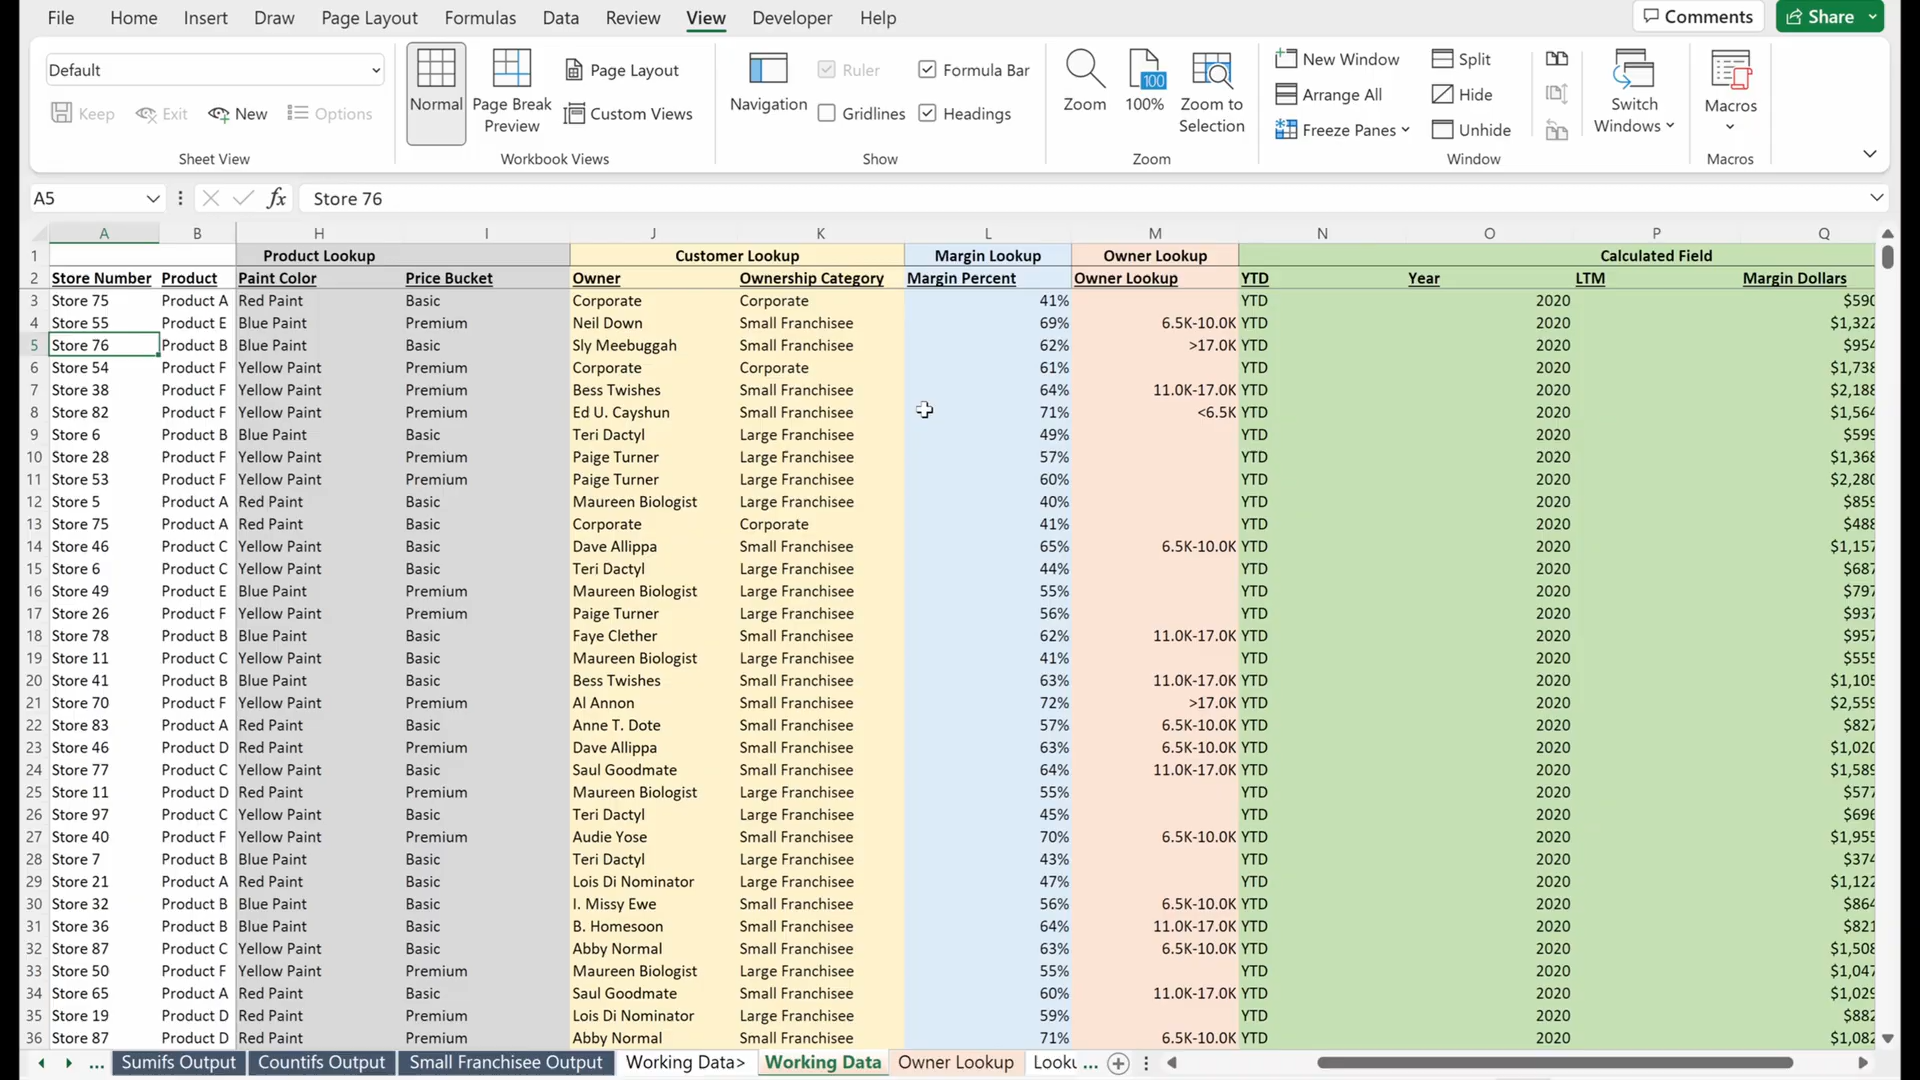 File Home Insert Draw Page Layout Formulas Data Review View Developer Help Comments Share
Default
Keep Exit New Options
Sheet View
Normal Page Break Preview Page Layout Custom Views
Workbook Views
Navigation Ruler Formula Bar Gridlines Headings
Show
Zoom 100 100% Zoom to Selection
Zoom
New Window Arrange All Freeze Panes Split Hide Unhide Switch Windows
Window
Macros
Macros
A5 fx Store 76
A B H I J K L M N O P Q
1 Product Lookup Customer Lookup Margin Lookup Owner Lookup Calculated Field
2 Store Number Product Paint Color Price Bucket Owner Ownership Category Margin Percent Owner Lookup YTD Year LTM Margin Dollars
3 Store 75 Product A Red Paint Basic Corporate Corporate 41% YTD 2020 $590
4 Store 55 Product E Blue Paint Premium Neil Down Small Franchisee 69% 6.5K-10.0K YTD 2020 $1,322
5 Store 76 Product B Blue Paint Basic Sly Meebuggah Small Franchisee 62% >17.0K YTD 2020 $954
6 Store 54 Product F Yellow Paint Premium Corporate Corporate 61% YTD 2020 $1,738
7 Store 38 Product F Yellow Paint Premium Bess Twishes Small Franchisee 64% 11.0K-17.0K YTD 2020 $2,188
8 Store 82 Product F Yellow Paint Premium Ed U. Cayshun Small Franchisee 71% <6.5K YTD 2020 $1,564
9 Store 6 Product B Blue Paint Basic Teri Dactyl Large Franchisee 49% YTD 2020 $599
10 Store 28 Product F Yellow Paint Premium Paige Turner Large Franchisee 57% YTD 2020 $1,368
11 Store 53 Product F Yellow Paint Premium Paige Turner Large Franchisee 60% YTD 2020 $2,280
12 Store 5 Product A Red Paint Basic Maureen Biologist Large Franchisee 40% YTD 2020 $859
13 Store 75 Product A Red Paint Basic Corporate Corporate 41% YTD 2020 $488
14 Store 46 Product C Yellow Paint Basic Dave Allippa Small Franchisee 65% 6.5K-10.0K YTD 2020 $1,157
15 Store 6 Product C Yellow Paint Basic Teri Dactyl Large Franchisee 44% YTD 2020 $687
16 Store 49 Product E Blue Paint Premium Maureen Biologist Large Franchisee 55% YTD 2020 $797
17 Store 26 Product F Yellow Paint Premium Paige Turner Large Franchisee 56% YTD 2020 $937
18 Store 78 Product B Blue Paint Basic Faye Clether Small Franchisee 62% 11.0K-17.0K YTD 2020 $957
19 Store 11 Product C Yellow Paint Basic Maureen Biologist Large Franchisee 41% YTD 2020 $555
20 Store 41 Product B Blue Paint Basic Bess Twishes Small Franchisee 63% 11.0K-17.0K YTD 2020 $1,105
21 Store 70 Product F Yellow Paint Premium Al Annon Small Franchisee 72% >17.0K YTD 2020 $2,559
22 Store 83 Product A Red Paint Basic Anne T. Dote Small Franchisee 57% 6.5K-10.0K YTD 2020 $827
23 Store 46 Product D Red Paint Premium Dave Allippa Small Franchisee 63% 6.5K-10.0K YTD 2020 $1,020
24 Store 77 Product C Yellow Paint Basic Saul Goodmate Small Franchisee 64% 11.0K-17.0K YTD 2020 $1,589
25 Store 11 Product D Red Paint Premium Maureen Biologist Large Franchisee 55% YTD 2020 $577
26 Store 97 Product C Yellow Paint Basic Teri Dactyl Large Franchisee 45% YTD 2020 $696
27 Store 40 Product F Yellow Paint Premium Audie Yose Small Franchisee 70% 6.5K-10.0K YTD 2020 $1,955
28 Store 7 Product B Blue Paint Basic Teri Dactyl Large Franchisee 43% YTD 2020 $374
29 Store 21 Product A Red Paint Basic Lois Di Nominator Large Franchisee 47% YTD 2020 $1,122
30 Store 32 Product B Blue Paint Basic I. Missy Ewe Small Franchisee 56% 6.5K-10.0K YTD 2020 $864
31 Store 36 Product B Blue Paint Basic B. Homesoon Small Franchisee 64% 11.0K-17.0K YTD 2020 $821
32 Store 87 Product C Yellow Paint Basic Abby Normal Small Franchisee 63% 6.5K-10.0K YTD 2020 $1,508
33 Store 50 Product F Yellow Paint Premium Maureen Biologist Large Franchisee 55% YTD 2020 $1,047
34 Store 65 Product A Red Paint Basic Saul Goodmate Small Franchisee 60% 11.0K-17.0K YTD 2020 $1,029
35 Store 19 Product D Red Paint Premium Lois Di Nominator Large Franchisee 59% YTD 2020 $882
36 Store 87 Product D Red Paint Premium Abby Normal Small Franchisee 71% 6.5K-10.0K YTD 2020 $1,082
... Sumifs Output Countifs Output Small Franchisee Output Working Data> Working Data Owner Lookup Looku ...